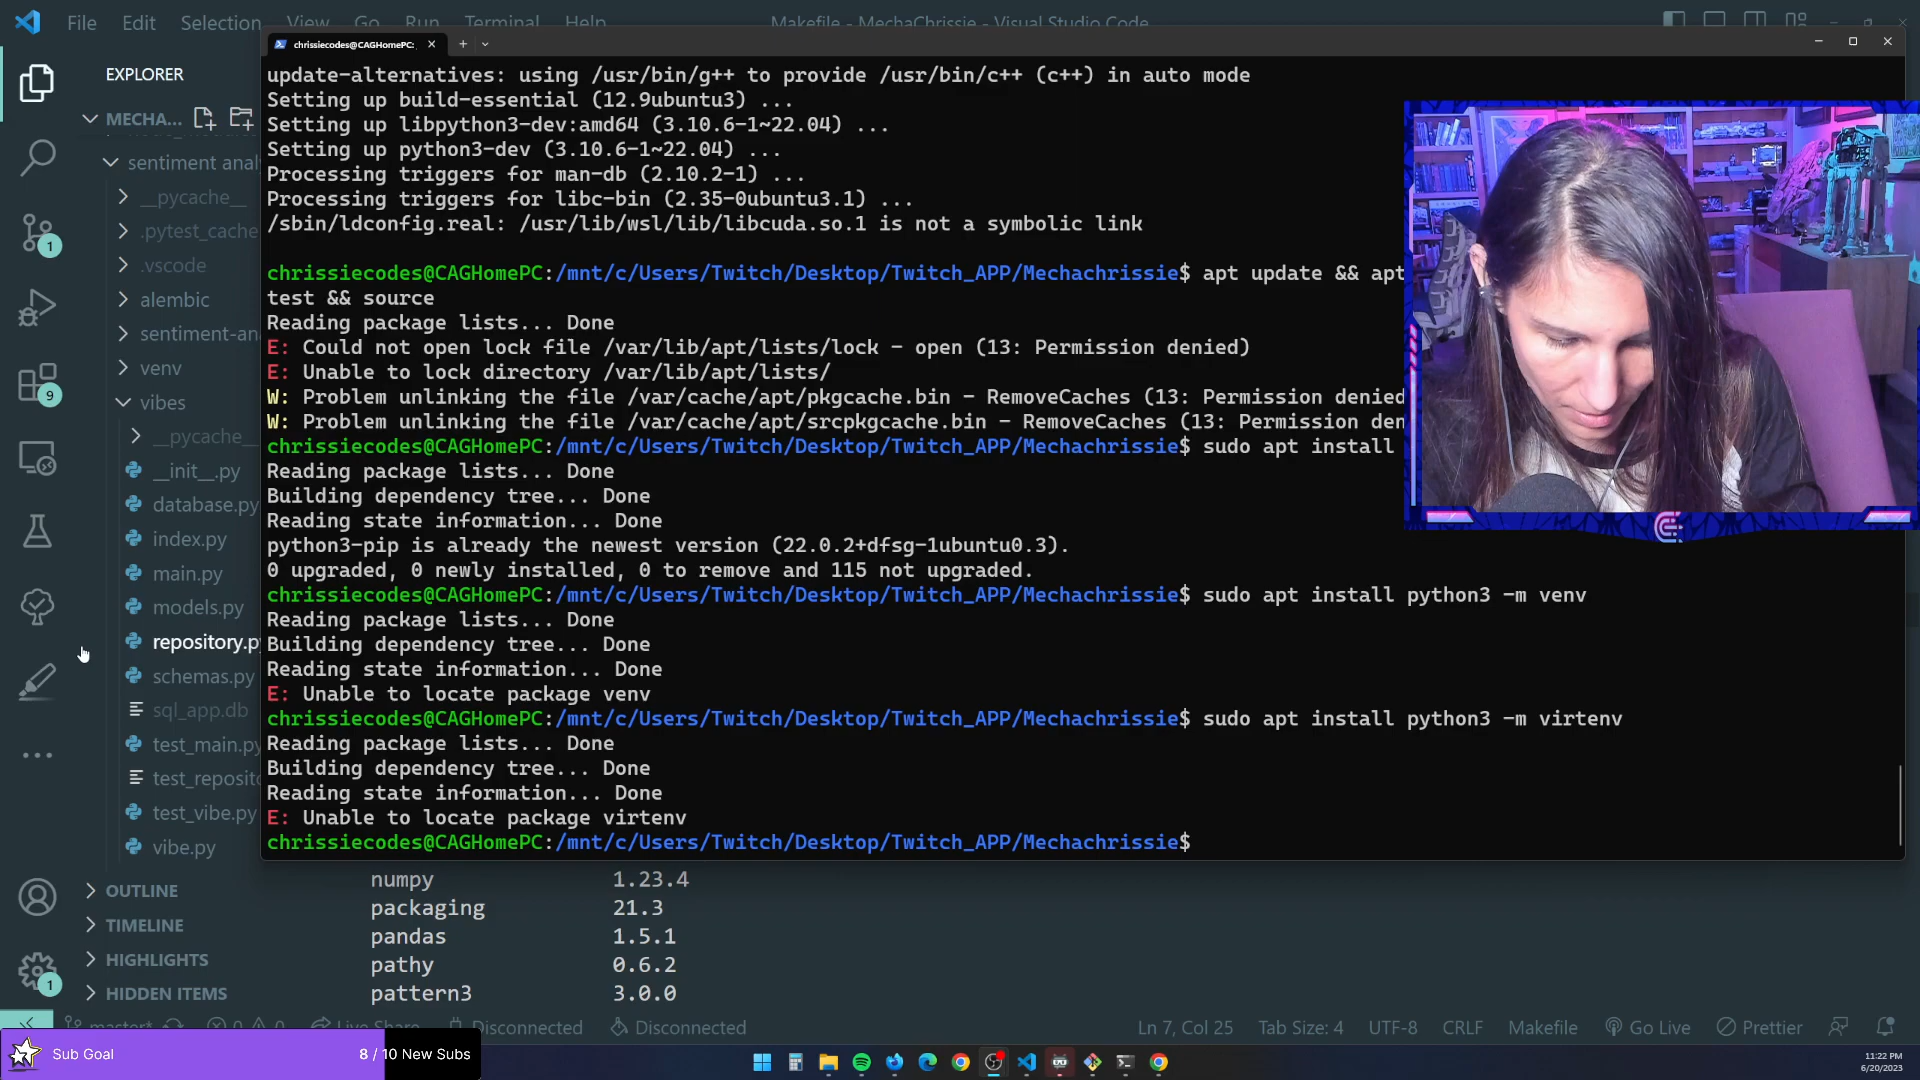 File Edit Selection View Go Run Terminal Help
Makefile - MechaChrissie - Visual Studio Code
EXPLORER
MECHA...
sentiment analy
__pycache__
.pytest_cache
.vscode
alembic
sentiment-an
venv
vibes
__pycache__
__init__.py
database.py
index.py
main.py
models.py
repository.py
schemas.py
sql_app.db
test_main.py
test_reposito
test_vibe.py
vibe.py
OUTLINE
TIMELINE
HIGHLIGHTS
HIDDEN ITEMS
1
9
1
chrissiecodes@CAGHomePC:
update-alternatives: using /usr/bin/g++ to provide /usr/bin/c++ (c++) in auto mode
Setting up build-essential (12.9ubuntu3) ...
Setting up libpython3-dev:amd64 (3.10.6-1~22.04) ...
Setting up python3-dev (3.10.6-1~22.04) ...
Processing triggers for man-db (2.10.2-1) ...
Processing triggers for libc-bin (2.35-0ubuntu3.1) ...
/sbin/ldconfig.real: /usr/lib/wsl/lib/libcuda.so.1 is not a symbolic link
chrissiecodes@CAGHomePC:/mnt/c/Users/Twitch/Desktop/Twitch_APP/Mechachrissie$ apt update && apt
test && source
Reading package lists... Done
E: Could not open lock file /var/lib/apt/lists/lock - open (13: Permission denied)
E: Unable to lock directory /var/lib/apt/lists/
W: Problem unlinking the file /var/cache/apt/pkgcache.bin - RemoveCaches (13: Permission denied
W: Problem unlinking the file /var/cache/apt/srcpkgcache.bin - RemoveCaches (13: Permission den
chrissiecodes@CAGHomePC:/mnt/c/Users/Twitch/Desktop/Twitch_APP/Mechachrissie$ sudo apt install
Reading package lists... Done
Building dependency tree... Done
Reading state information... Done
python3-pip is already the newest version (22.0.2+dfsg-1ubuntu0.3).
0 upgraded, 0 newly installed, 0 to remove and 115 not upgraded.
chrissiecodes@CAGHomePC:/mnt/c/Users/Twitch/Desktop/Twitch_APP/Mechachrissie$ sudo apt install python3 -m venv
Reading package lists... Done
Building dependency tree... Done
Reading state information... Done
E: Unable to locate package venv
chrissiecodes@CAGHomePC:/mnt/c/Users/Twitch/Desktop/Twitch_APP/Mechachrissie$ sudo apt install python3 -m virtenv
Reading package lists... Done
Building dependency tree... Done
Reading state information... Done
E: Unable to locate package virtenv
chrissiecodes@CAGHomePC:/mnt/c/Users/Twitch/Desktop/Twitch_APP/Mechachrissie$
numpy 1.23.4
packaging 21.3
pandas 1.5.1
pathy 0.6.2
pattern3 3.0.0
master* 0 0 Live Share Disconnected Disconnected
Ln 7, Col 25 Tab Size: 4 UTF-8 CRLF Makefile Go Live Prettier
Sub Goal 8 / 10 New Subs
11:22 PM
6/20/2023